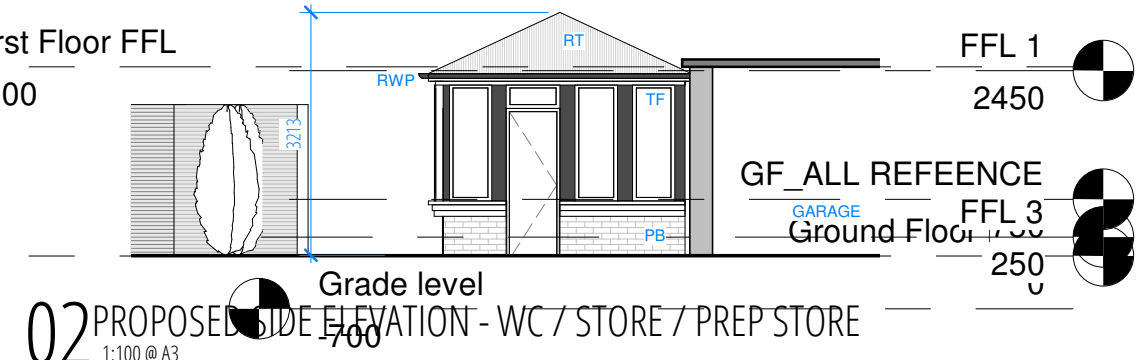 rst Floor FFL
00
RT
RWP
TF
3213
PB
FFL 1
2450
GF_ALL REFEENCE
GARAGE
FFL 3
Ground Floor
250
0
Grade level
-700
02 PROPOSED SIDE ELEVATION - WC / STORE / PREP STORE
1:100 @ A3